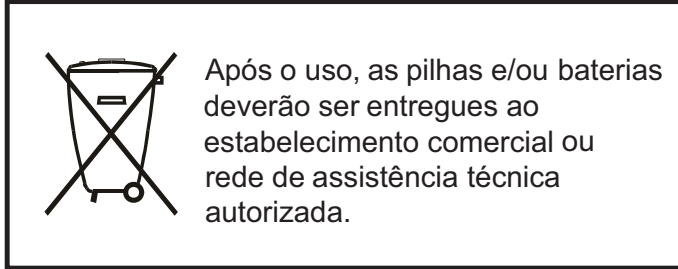 Após o uso, as pilhas e/ou baterias
deverão ser entregues ao
estabelecimento comercial ou
rede de assistência técnica
autorizada.